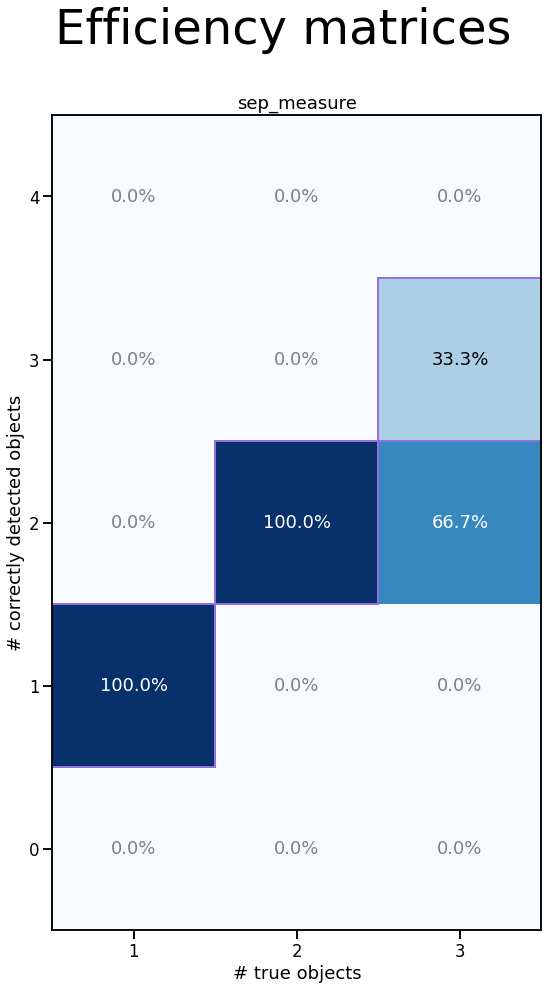 Efficiency matrices
sep_measure
4 0.0% 0.0% 0.0%
3 0.0% 0.0% 33.3%
2 0.0% 100.0% 66.7%
1 100.0% 0.0% 0.0%
0 0.0% 0.0% 0.0%
# correctly detected objects
1 2 3
# true objects